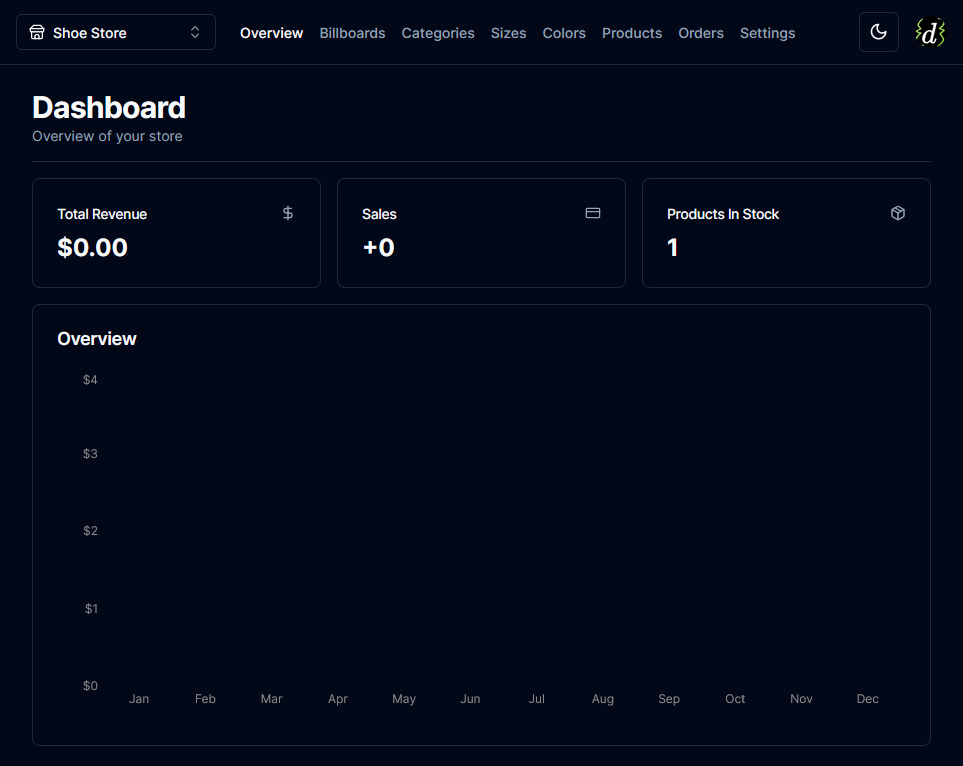 Shoe Store Overview Billboards Categories Sizes Colors Products Orders Settings d
Dashboard
Overview of your store
Total Revenue
$0.00
Sales
+0
Products In Stock
1
Overview
$4
$3
$2
$1
$0
Jan Feb Mar Apr May Jun Jul Aug Sep Oct Nov Dec